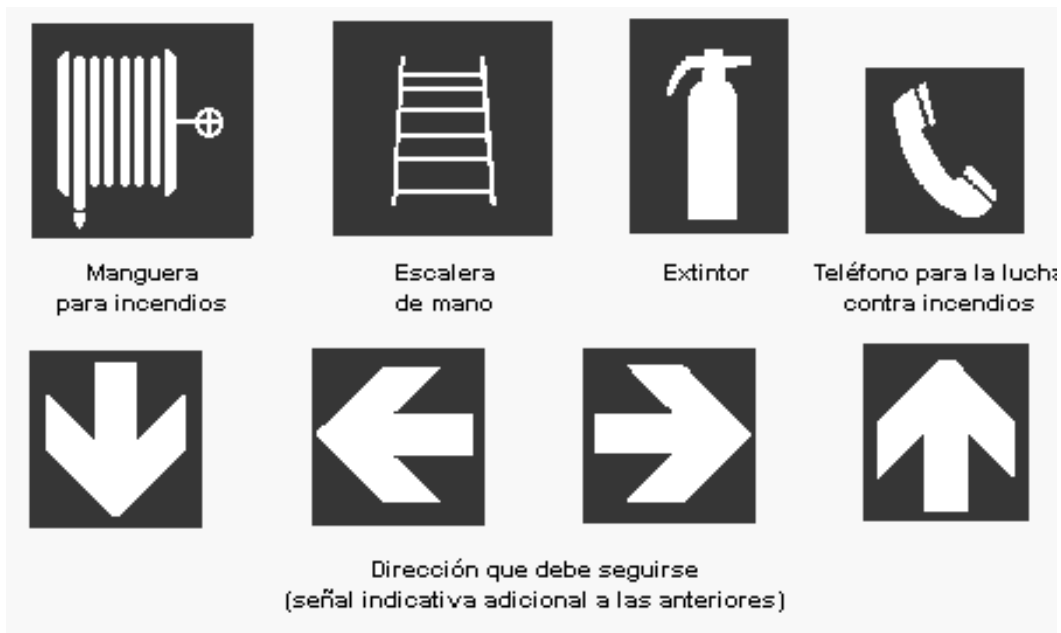 Manguera
para incendios
Escalera
de mano
Extintor
Teléfono para la lucha
contra incendios
Dirección que debe seguirse
(señal indicativa adicional a las anteriores)